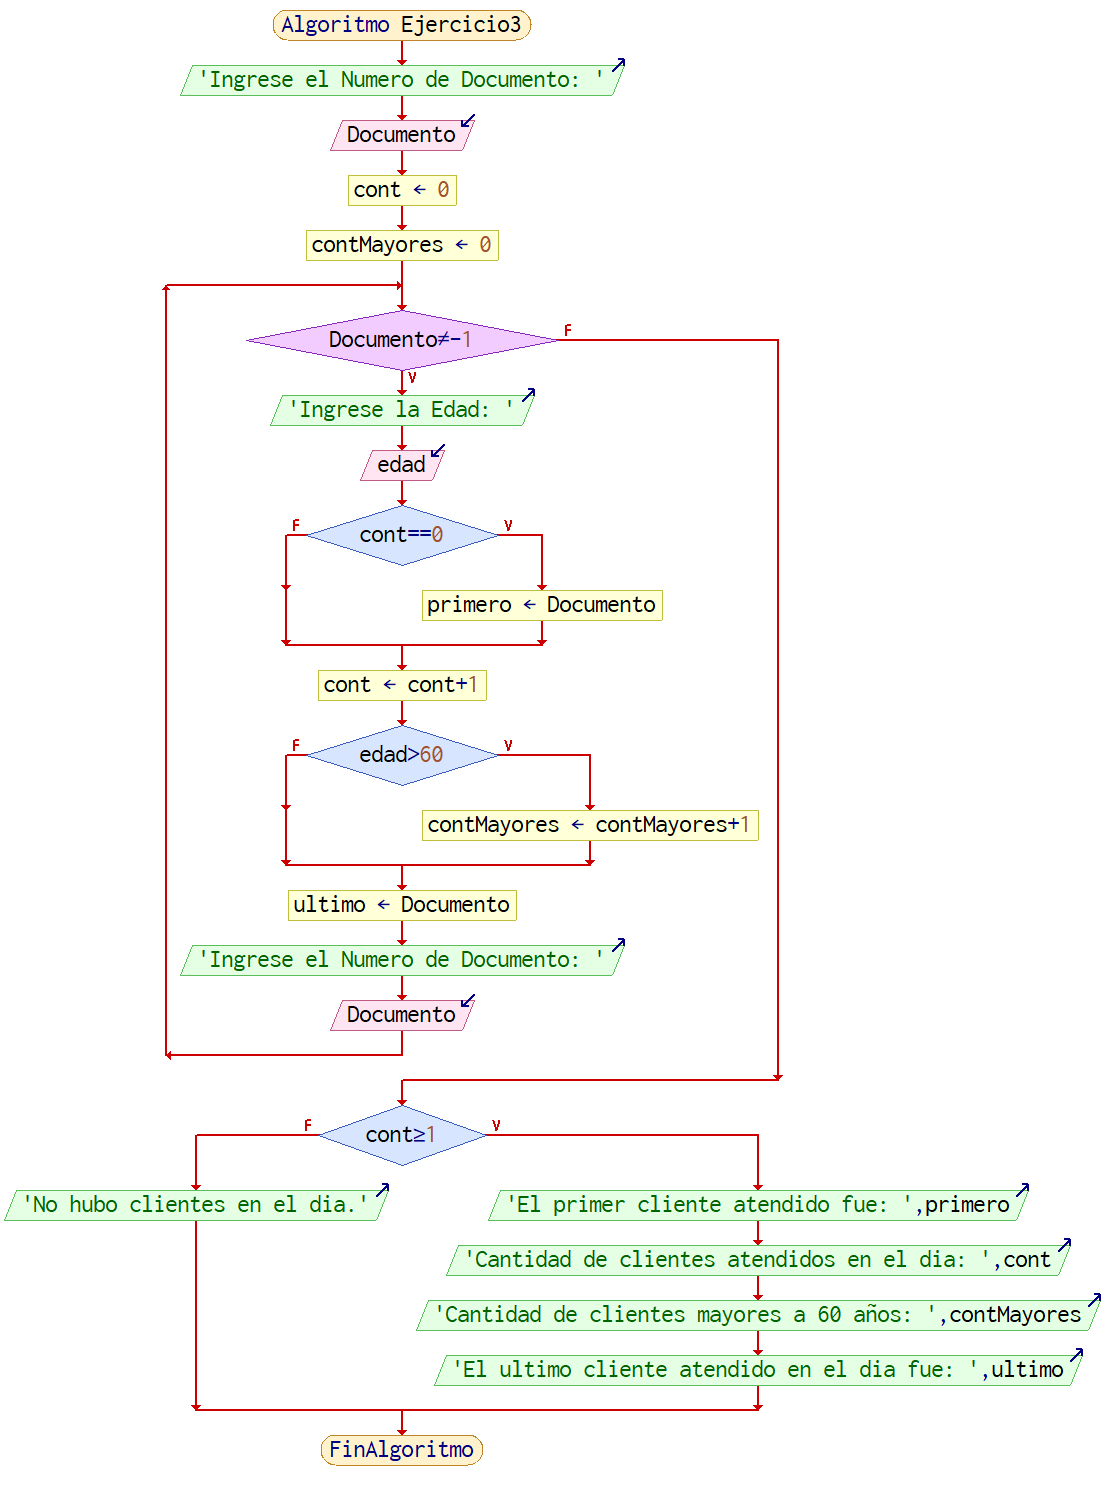 Algoritmo Ejercicio3
'Ingrese el Numero de Documento: '
Documento
cont ← 0
contMayores ← 0
Documento≠-1
F
V
'Ingrese la Edad: '
edad
F
cont==0
V
primero ← Documento
cont ← cont+1
F
edad>60
V
contMayores ← contMayores+1
ultimo ← Documento
'Ingrese el Numero de Documento: '
Documento
F
cont≥1
V
'No hubo clientes en el dia.'
'El primer cliente atendido fue: ',primero
'Cantidad de clientes atendidos en el dia: ',cont
'Cantidad de clientes mayores a 60 años: ',contMayores
'El ultimo cliente atendido en el dia fue: ',ultimo
FinAlgoritmo